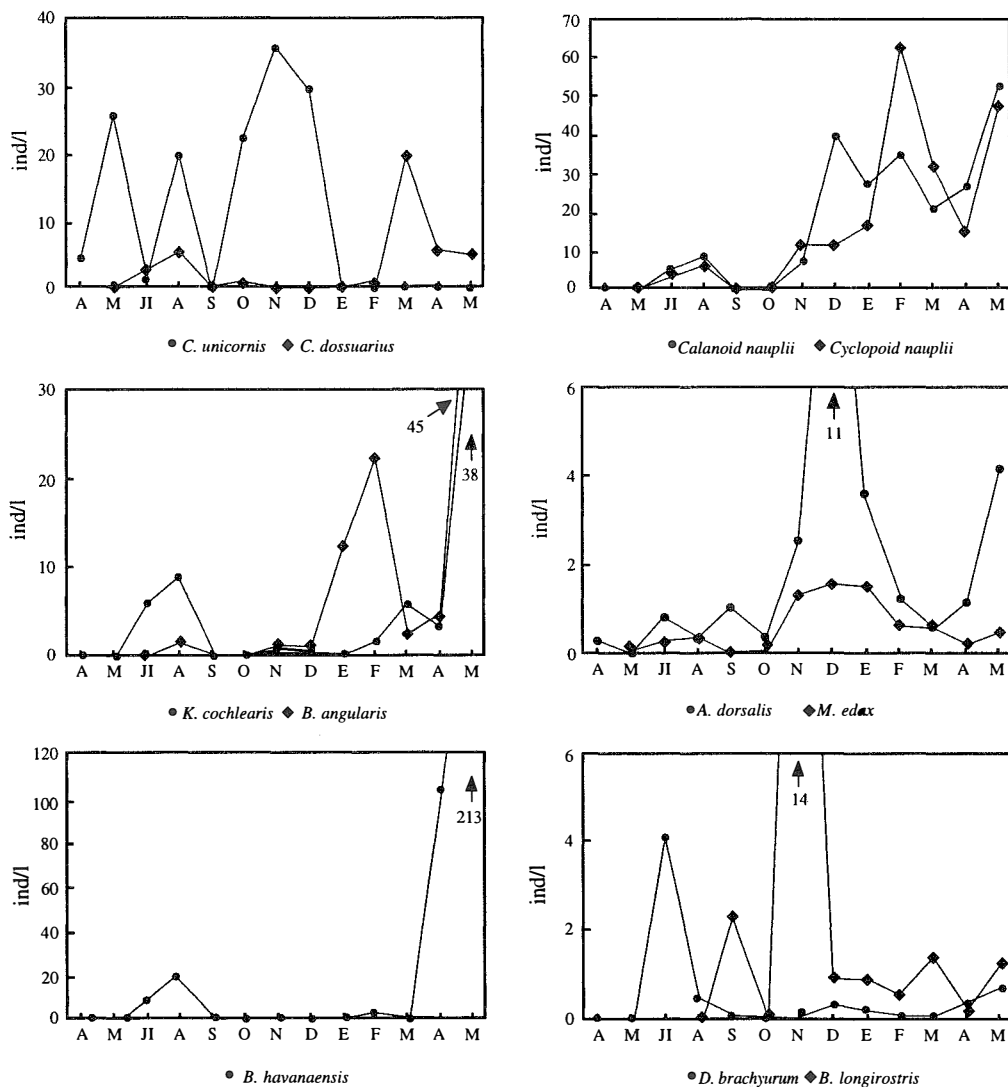 40
30
20
10
0
ind/l
A M Jl A S O N D E F M A M
C. unicornis C. dossuarius
70
60
50
40
30
20
10
0
ind/l
A M Jl A S O N D E F M A M
Calanoid nauplii Cyclopoid nauplii
30
20
10
0
ind/l
45
38
A M Jl A S O N D E F M A M
K. cochlearis B. angularis
6
4
2
0
ind/l
11
A M Jl A S O N D E F M A M
A. dorsalis M. edax
120
100
80
60
40
20
0
ind/l
213
A M Jl A S O N D E F M A M
B. havanaensis
6
4
2
0
ind/l
14
A M Jl A S O N D E F M A M
D. brachyurum B. longirostris